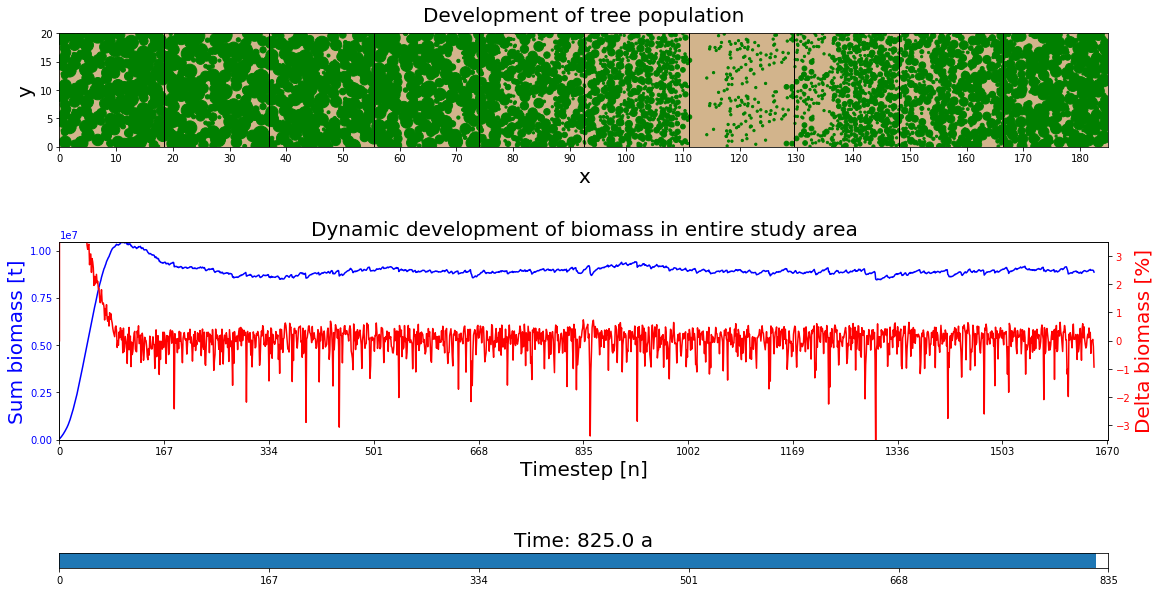 Development of tree population
y
20
15
10
5
0
0 10 20 30 40 50 60 70 80 90 100 110 120 130 140 150 160 170 180
x
Dynamic development of biomass in entire study area
1e7
Sum biomass [t]
1.00
0.75
0.50
0.25
0.00
3
2
1
0
−1
−2
−3
Delta biomass [%]
0 167 334 501 668 835 1002 1169 1336 1503 1670
Timestep [n]
Time: 825.0 a
0 167 334 501 668 835